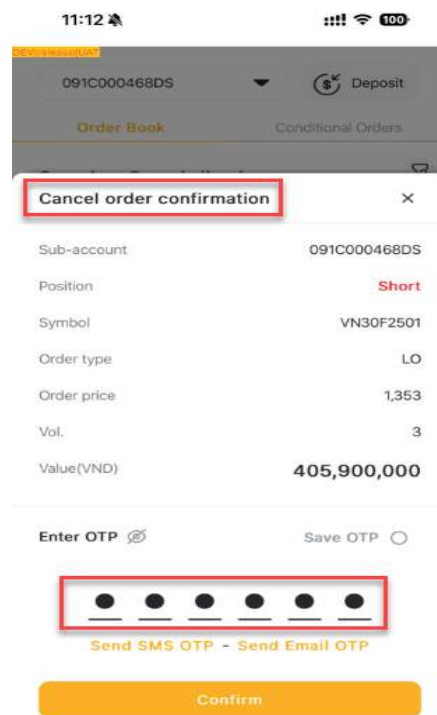 11:12
100
DEV(release)UAT
091C000468DS
Deposit
Order Book Conditional Orders
Cancel order confirmation
Sub-account 091C000468DS
Position Short
Symbol VN30F2501
Order type LO
Order price 1,353
Vol. 3
Value(VND) 405,900,000
Enter OTP Save OTP
Send SMS OTP - Send Email OTP
Confirm